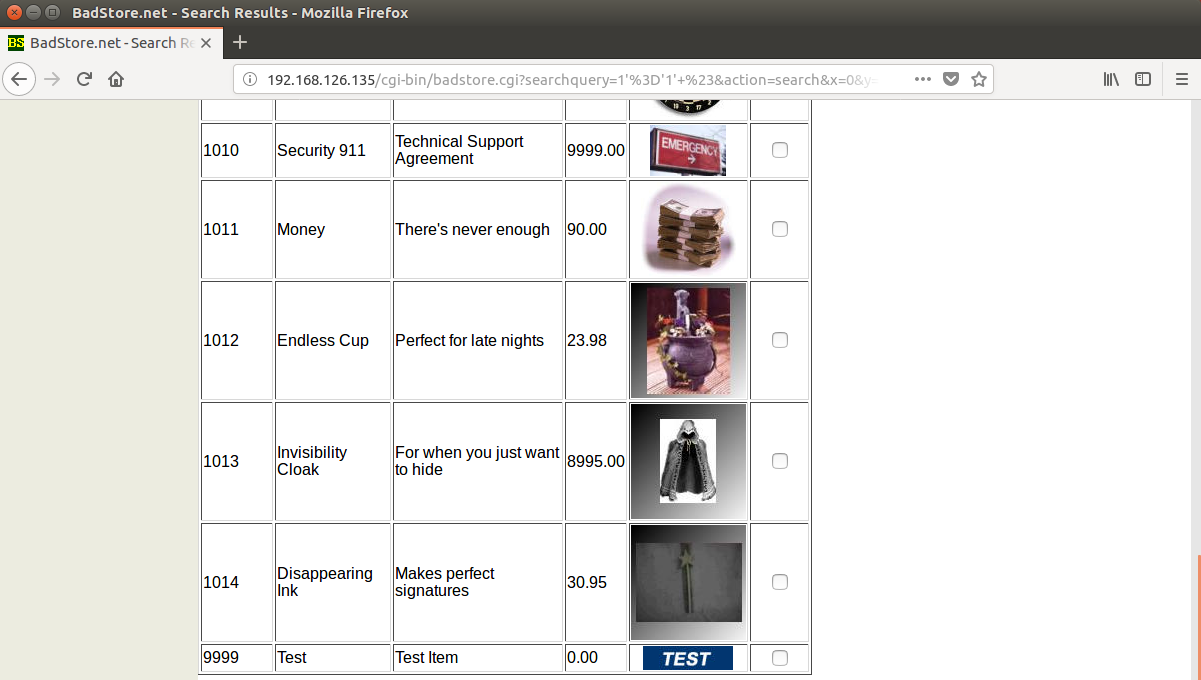 BadStore.net - Search Results - Mozilla Firefox
BS BadStore.net - Search Re
192.168.126.135/cgi-bin/badstore.cgi?searchquery=1'%3D'1'+%23&action=search&x=0&y=
1010 Security 911 Technical Support Agreement 9999.00 EMERGENCY
1011 Money There's never enough 90.00
1012 Endless Cup Perfect for late nights 23.98
1013 Invisibility Cloak For when you just want to hide 8995.00
1014 Disappearing Ink Makes perfect signatures 30.95
9999 Test Test Item 0.00 TEST